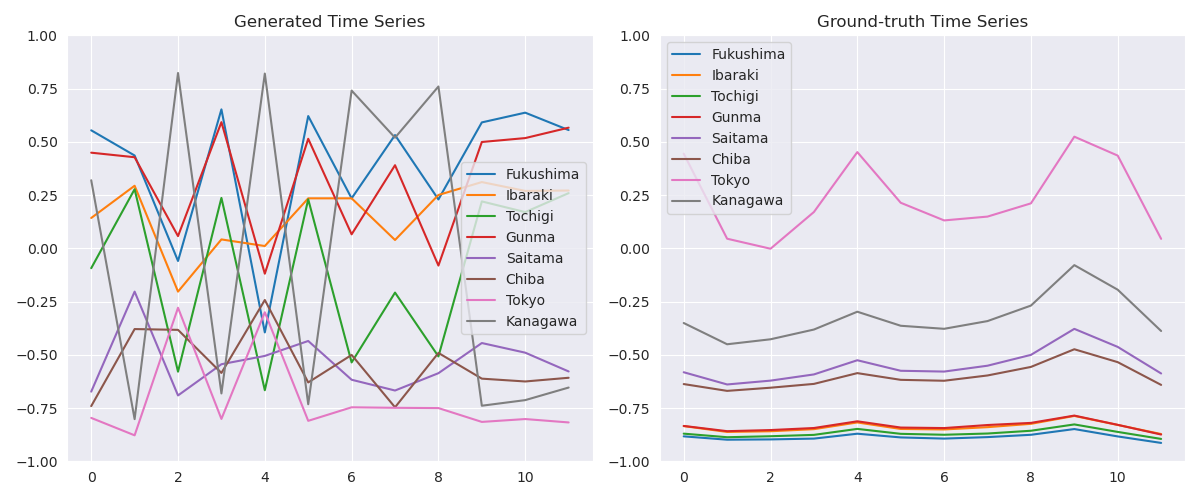 Generated Time Series
1.00
0.75
0.50
0.25
0.00
−0.25
−0.50
−0.75
−1.00
0 2 4 6 8 10
Fukushima
Ibaraki
Tochigi
Gunma
Saitama
Chiba
Tokyo
Kanagawa
Ground-truth Time Series
1.00
0.75
0.50
0.25
0.00
−0.25
−0.50
−0.75
−1.00
0 2 4 6 8 10
Fukushima
Ibaraki
Tochigi
Gunma
Saitama
Chiba
Tokyo
Kanagawa